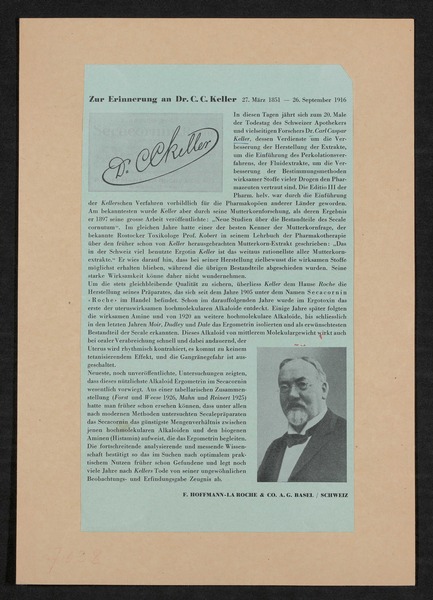 Zur Erinnerung an Dr. C. C. Keller 27. März 1851 — 26. September 1916
Dr. CC Keller
In diesen Tagen jährt sich zum 20. Male
der Todestag des Schweizer Apothekers
und vielseitigen Forschers Dr. Carl Caspar
Keller, dessen Verdienste um die Ver-
besserung der Herstellung der Extrakte,
um die Einführung des Perkolationsver-
fahrens, der Fluidextrakte, um die Ver-
besserung der Bestimmungsmethoden
wirksamer Stoffe vieler Drogen den Phar-
mazeuten vertraut sind. Die Editio III der
Pharm. helv. war durch die Einführung
der Kellerschen Verfahren vorbildlich für die Pharmakopöen anderer Länder geworden.
Am bekanntesten wurde Keller aber durch seine Mutterkornforschung, als deren Ergebnis
er 1897 seine grosse Arbeit veröffentlichte: „Neue Studien über die Bestandteile des Secale
cornutum“. Im gleichen Jahre hatte einer der besten Kenner der Mutterkornfrage, der
bekannte Rostocker Toxikologe Prof. Kobert in seinem Lehrbuch der Pharmakotherapie
über den früher schon von Keller herausgebrachten Mutterkorn-Extrakt geschrieben: „Das
in der Schweiz viel benutzte Ergotin Keller ist das weitaus rationellste aller Mutterkorn-
extrakte.“ Er wies darauf hin, dass bei seiner Herstellung zielbewusst die wirksamen Stoffe
möglichst erhalten blieben, während die übrigen Bestandteile abgeschieden wurden. Seine
starke Wirksamkeit könne daher nicht wundernehmen.
Um die stets gleichbleibende Qualität zu sichern, überliess Keller dem Hause Roche die
Herstellung seines Präparates, das sich seit dem Jahre 1905 unter dem Namen Secacornin
«Roche» im Handel befindet. Schon im darauffolgenden Jahre wurde im Ergotoxin das
erste der uteruswirksamen hochmolekularen Alkaloide entdeckt. Einige Jahre später folgten
die wirksamen Amine und von 1920 an weitere hochmolekulare Alkaloide, bis schliesslich
in den letzten Jahren Moir, Dudley und Dale das Ergometrin isolierten und als erwünschtesten
Bestandteil der Secale erkannten. Dieses Alkaloid von mittlerem Molekulargewicht wirkt auch
bei oraler Verabreichung schnell und dabei andauernd, der
Uterus wird rhythmisch kontrahiert, es kommt zu keinem
tetanisierenden Effekt, und die Gangränegefahr ist aus-
geschaltet.
Neueste, noch unveröffentlichte, Untersuchungen zeigten,
dass dieses nützlichste Alkaloid Ergometrin im Secacornin
wesentlich vorwiegt. Aus einer tabellarischen Zusammen-
stellung (Forst und Weese 1926, Mahn und Reinert 1925)
hatte man früher schon ersehen können, dass unter allen
nach modernen Methoden untersuchten Secalepräparaten
das Secacornin das günstigste Mengenverhältnis zwischen
jenen hochmolekularen Alkaloiden und den biogenen
Aminen (Histamin) aufweist, die das Ergometrin begleiten.
Die fortschreitende analysierende und messende Wissen-
schaft bestätigt so das im Suchen nach optimalem prak-
tischem Nutzen früher schon Gefundene und legt noch
viele Jahre nach Kellers Tode von seiner ungewöhnlichen
Beobachtungs- und Erfindungsgabe Zeugnis ab.
F. HOFFMANN-LA ROCHE & CO. A. G. BASEL / SCHWEIZ